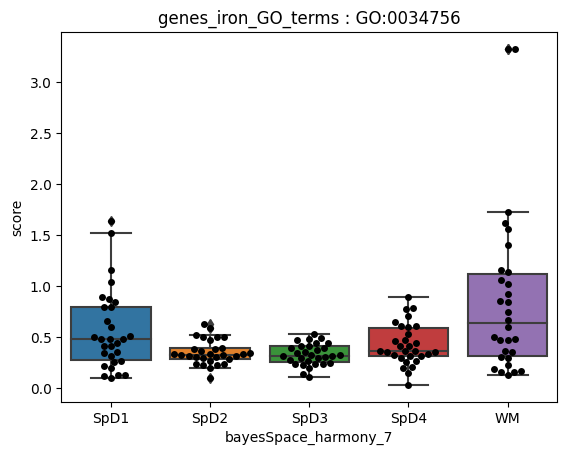 genes_iron_GO_terms : GO:0034756
3.0
2.5
2.0
1.5
1.0
0.5
0.0
score
SpD1 SpD2 SpD3 SpD4 WM
bayesSpace_harmony_7